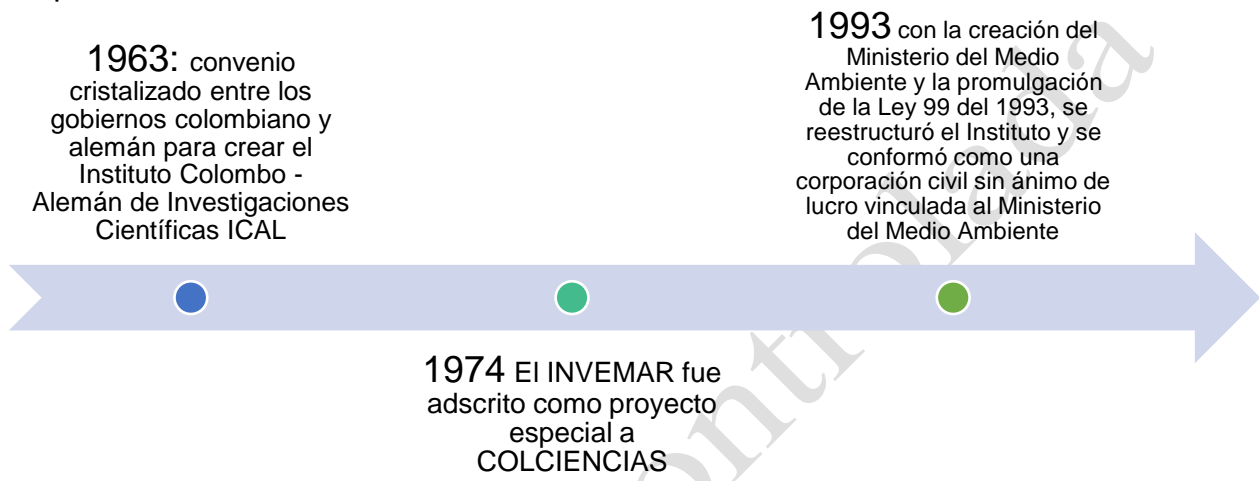 1963: convenio
cristalizado entre los
gobiernos colombiano y
alemán para crear el
Instituto Colombo -
Alemán de Investigaciones
Científicas ICAL
1974 El INVEMAR fue
adscrito como proyecto
especial a
COLCIENCIAS
1993 con la creación del
Ministerio del Medio
Ambiente y la promulgación
de la Ley 99 del 1993, se
reestructuró el Instituto y se
conformó como una
corporación civil sin ánimo de
lucro vinculada al Ministerio
del Medio Ambiente